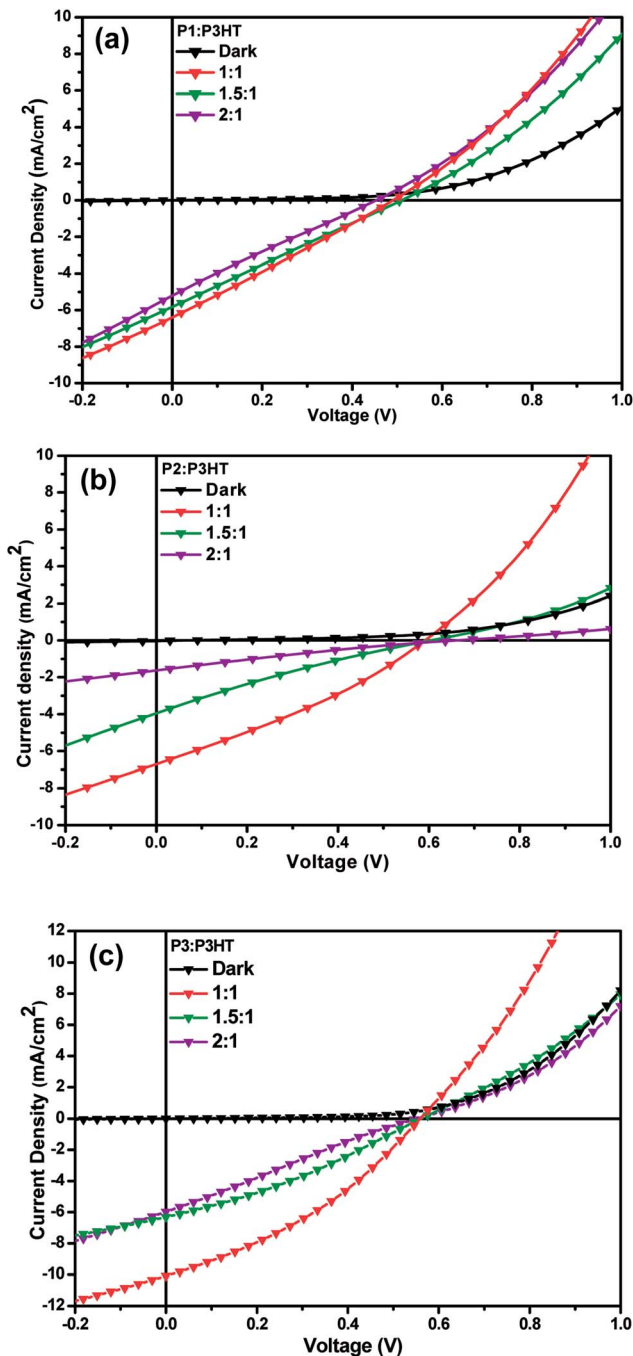 (a)
P1:P3HT
Dark
1:1
1.5:1
2:1
Current Density (mA/cm²)
10
8
6
4
2
0
-2
-4
-6
-8
-10
-0.2 0.0 0.2 0.4 0.6 0.8 1.0
Voltage (V)
(b)
P2:P3HT
Dark
1:1
1.5:1
2:1
Current density (mA/cm²)
10
8
6
4
2
0
-2
-4
-6
-8
-10
-0.2 0.0 0.2 0.4 0.6 0.8 1.0
Voltage (V)
(c)
P3:P3HT
Dark
1:1
1.5:1
2:1
Current Density (mA/cm²)
12
10
8
6
4
2
0
-2
-4
-6
-8
-10
-12
-0.2 0.0 0.2 0.4 0.6 0.8 1.0
Voltage (V)